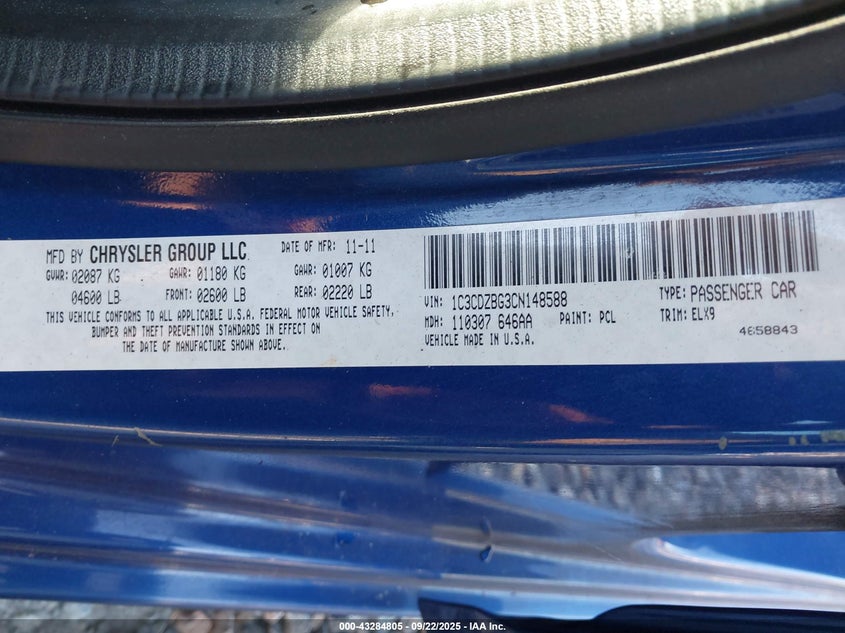 MFD BY CHRYSLER GROUP LLC. DATE OF MFR: 11-11
GVWR: 02087 KG GAWR: 01180 KG GAWR: 01007 KG
04600 LB FRONT: 02600 LB REAR: 02220 LB
THIS VEHICLE CONFORMS TO ALL APPLICABLE U.S.A. FEDERAL MOTOR VEHICLE SAFETY,
BUMPER AND THEFT PREVENTION STANDARDS IN EFFECT ON
THE DATE OF MANUFACTURE SHOWN ABOVE.
VIN: 1C3CDZBG3CN148588 TYPE: PASSENGER CAR
MDH: 110307 646AA PAINT: PCL TRIM: ELX9
VEHICLE MADE IN U.S.A. 4658843
000-43284805 - 09/22/2025 - IAA Inc.